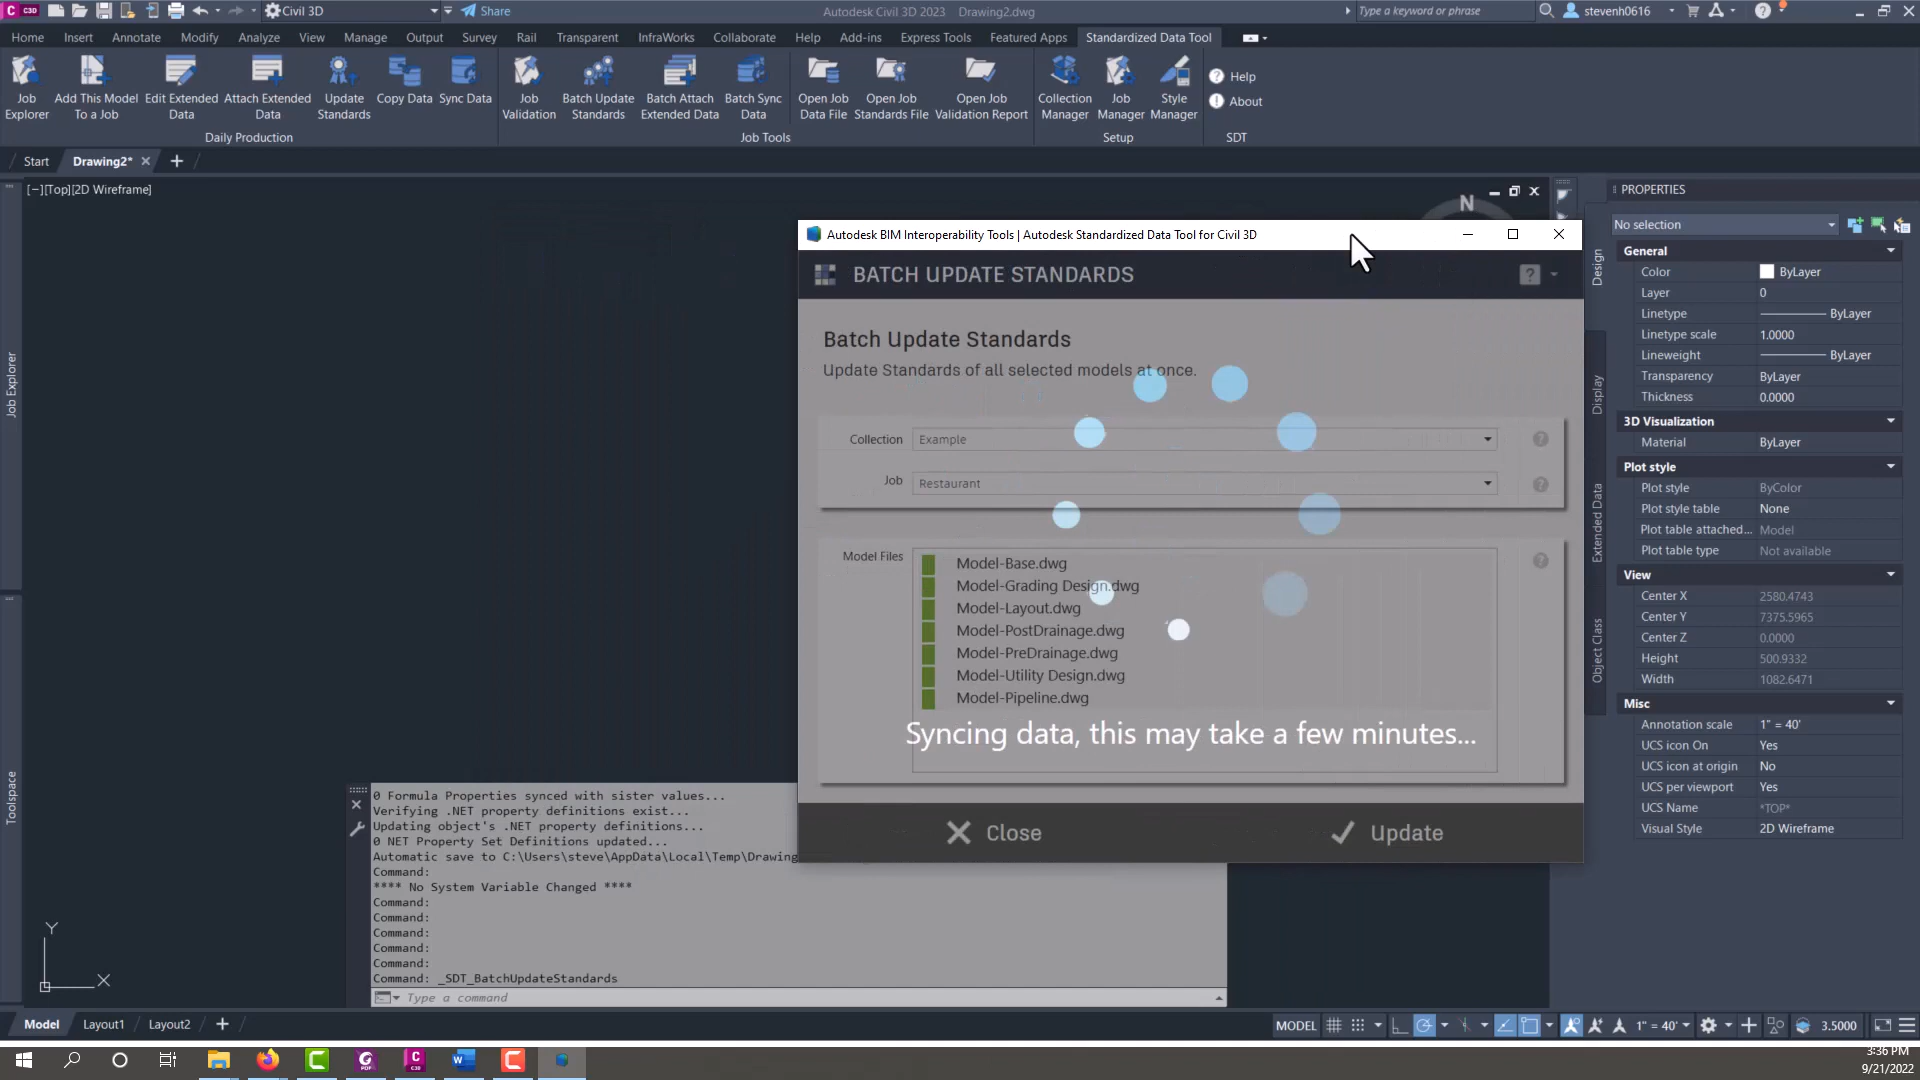 C3D
Civil 3D
Share
Autodesk Civil 3D 2023 Drawing2.dwg
Type a keyword or phrase
stevenh0616
Home Insert Annotate Modify Analyze View Manage Output Survey Rail Transparent InfraWorks Collaborate Help Add-ins Express Tools Featured Apps Standardized Data Tool
Job Explorer
Add This Model To a Job
Edit Extended Data
Attach Extended Data
Update Standards
Copy Data
Sync Data
Job Validation
Batch Update Standards
Batch Attach Extended Data
Batch Sync Data
Open Job Data File
Open Job Standards File
Open Job Validation Report
Collection Manager
Job Manager
Style Manager
Help
About
Daily Production
Job Tools
Setup
SDT
Start
Drawing2*
[−][Top][2D Wireframe]
N
Job Explorer
Toolspace
Autodesk BIM Interoperability Tools | Autodesk Standardized Data Tool for Civil 3D
BATCH UPDATE STANDARDS
?
Batch Update Standards
Update Standards of all selected models at once.
Collection Example
Job Restaurant
Model Files
Model-Base.dwg
Model-Grading Design.dwg
Model-Layout.dwg
Model-PostDrainage.dwg
Model-PreDrainage.dwg
Model-Utility Design.dwg
Model-Pipeline.dwg
Syncing data, this may take a few minutes...
Close
Update
0 Formula Properties synced with sister values...
Verifying .NET property definitions exist...
Updating object's .NET property definitions...
0 NET Property Set Definitions updated...
Automatic save to C:\Users\steve\AppData\Local\Temp\Drawing
Command:
**** No System Variable Changed ****
Command:
Command:
Command:
Command:
Command:
Command: _SDT_BatchUpdateStandards
Type a command
Y
X
PROPERTIES
No selection
Design
Display
Extended Data
Object Class
General
Color ByLayer
Layer 0
Linetype ByLayer
Linetype scale 1.0000
Lineweight ByLayer
Transparency ByLayer
Thickness 0.0000
3D Visualization
Material ByLayer
Plot style
Plot style ByColor
Plot style table None
Plot table attached... Model
Plot table type Not available
View
Center X 2580.4743
Center Y 7375.5965
Center Z 0.0000
Height 500.9332
Width 1082.6471
Misc
Annotation scale 1" = 40'
UCS icon On Yes
UCS icon at origin No
UCS per viewport Yes
UCS Name *TOP*
Visual Style 2D Wireframe
Model Layout1 Layout2
MODEL
1" = 40'
3.5000
3:36 PM
9/21/2022